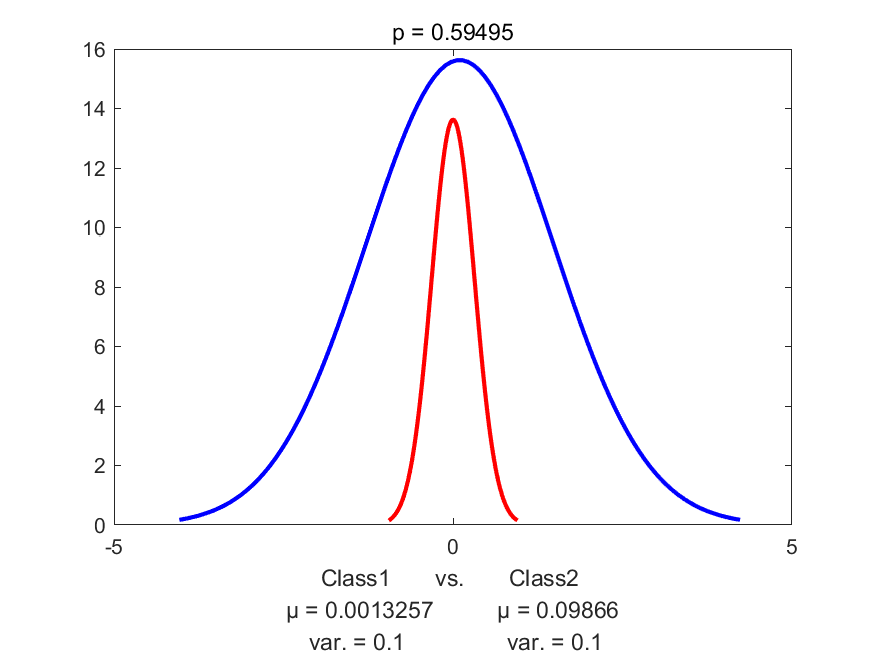 p = 0.59495
16
14
12
10
8
6
4
2
0
-5 0 5
Class1 vs. Class2
μ = 0.0013257 μ = 0.09866
var. = 0.1 var. = 0.1